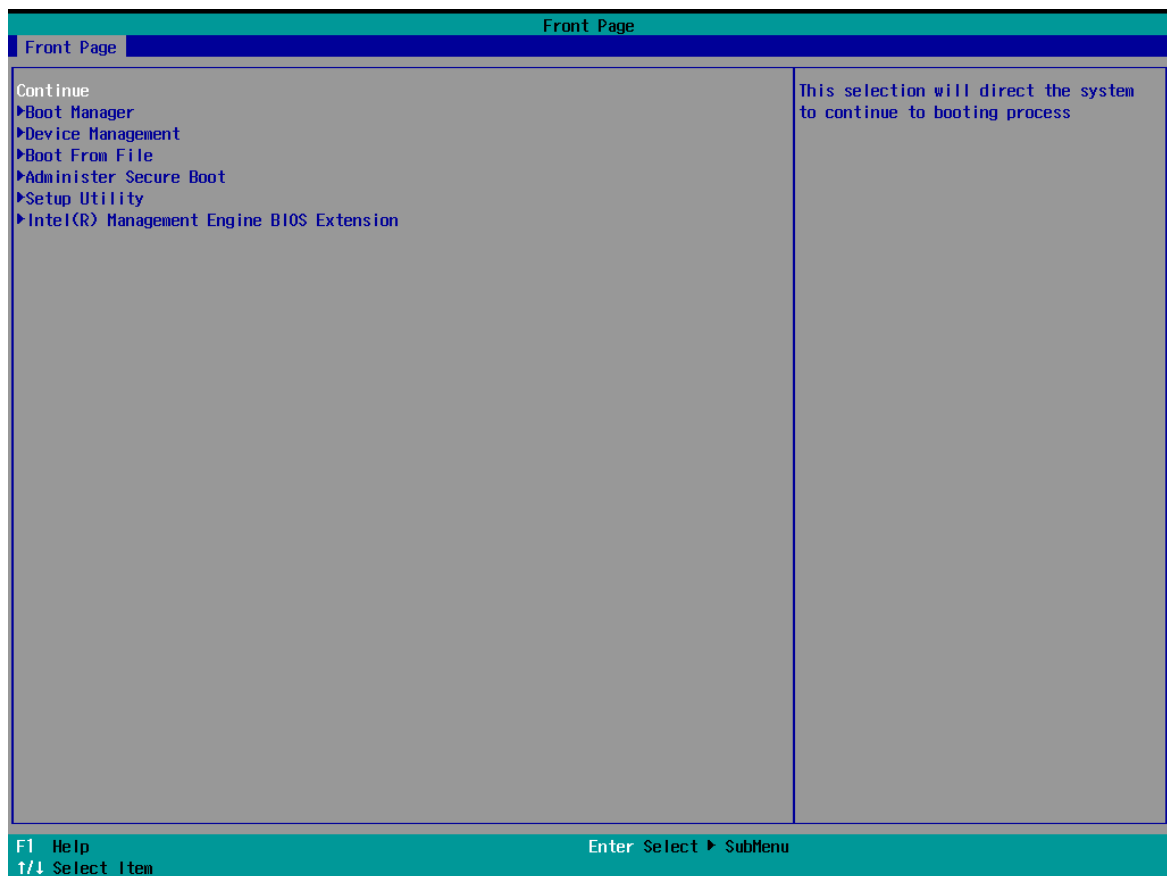 Front Page
Front Page
Continue
▶Boot Manager
▶Device Management
▶Boot From File
▶Administer Secure Boot
▶Setup Utility
▶Intel(R) Management Engine BIOS Extension
This selection will direct the system
to continue to booting process
F1 Help
↑/↓ Select Item
Enter Select ▶ SubMenu